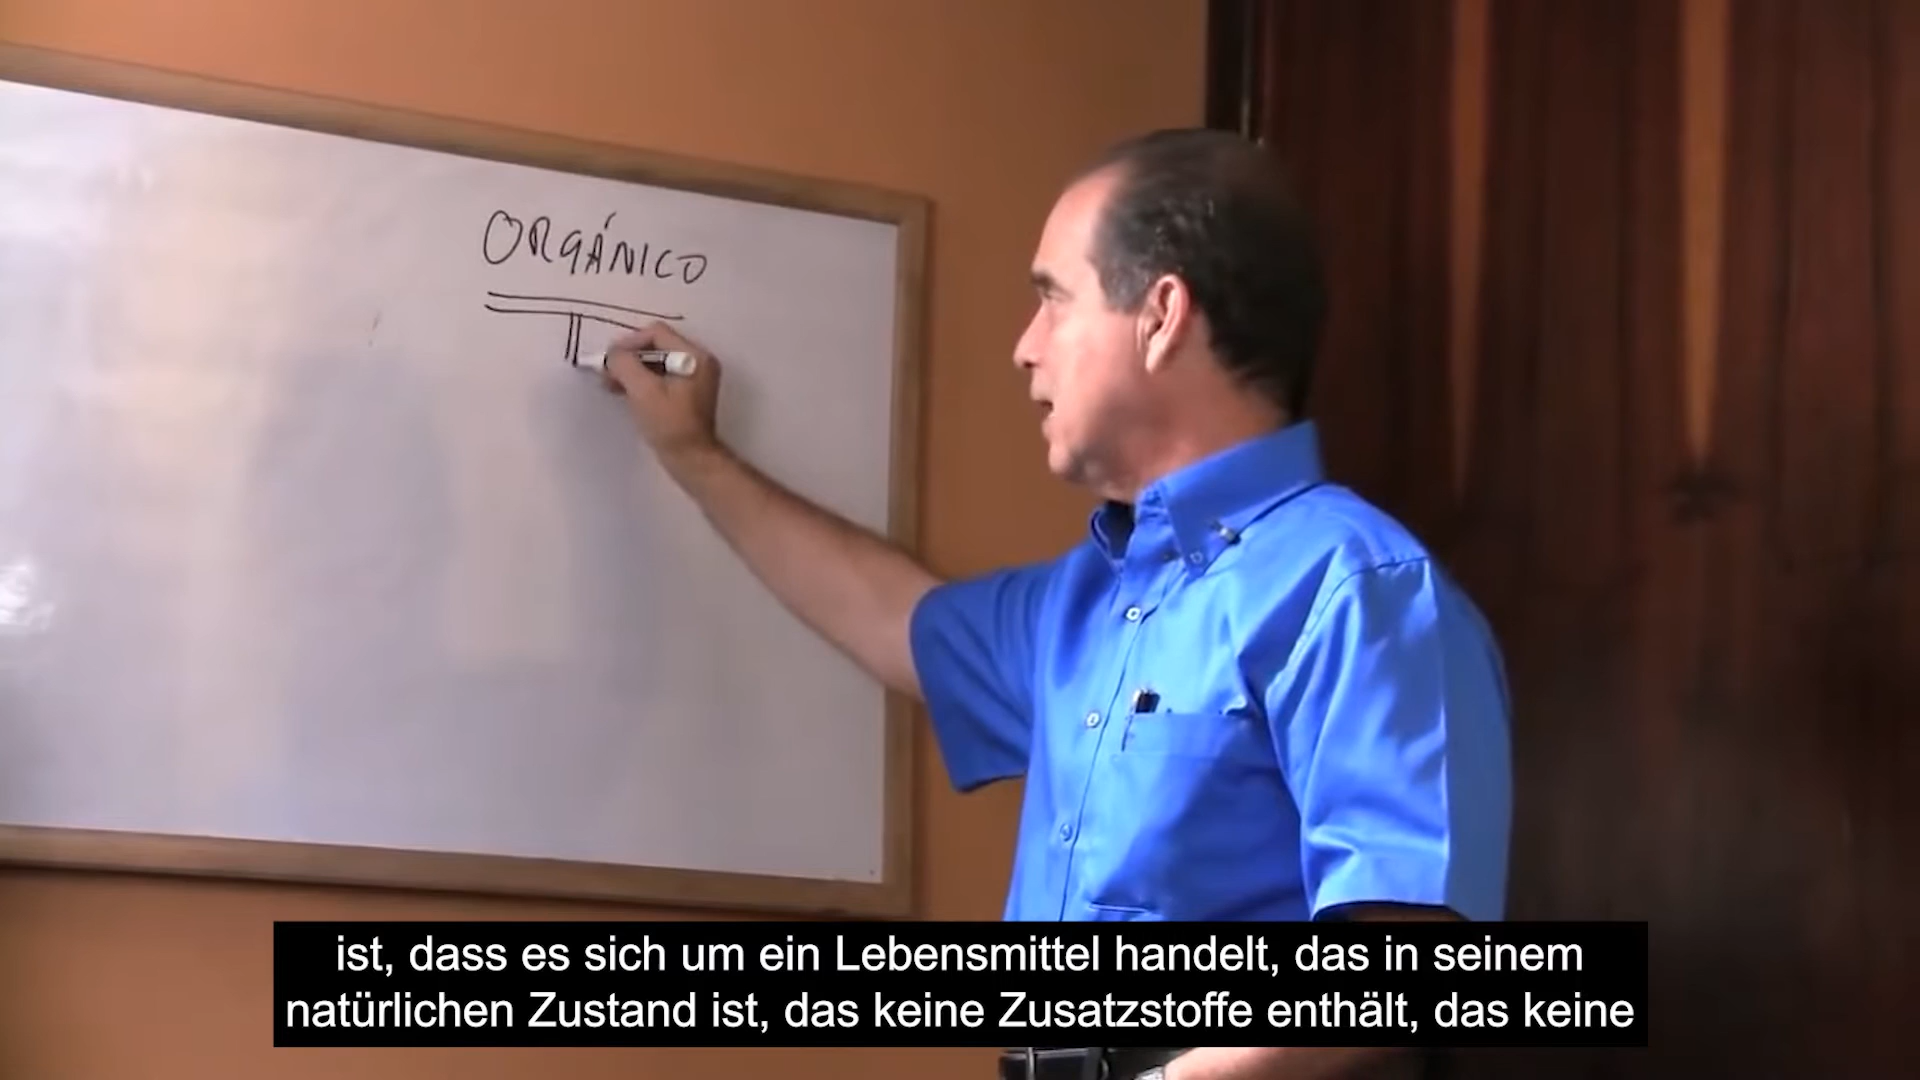 ORGÁNICO
ist, dass es sich um ein Lebensmittel handelt, das in seinem
natürlichen Zustand ist, das keine Zusatzstoffe enthält, das keine